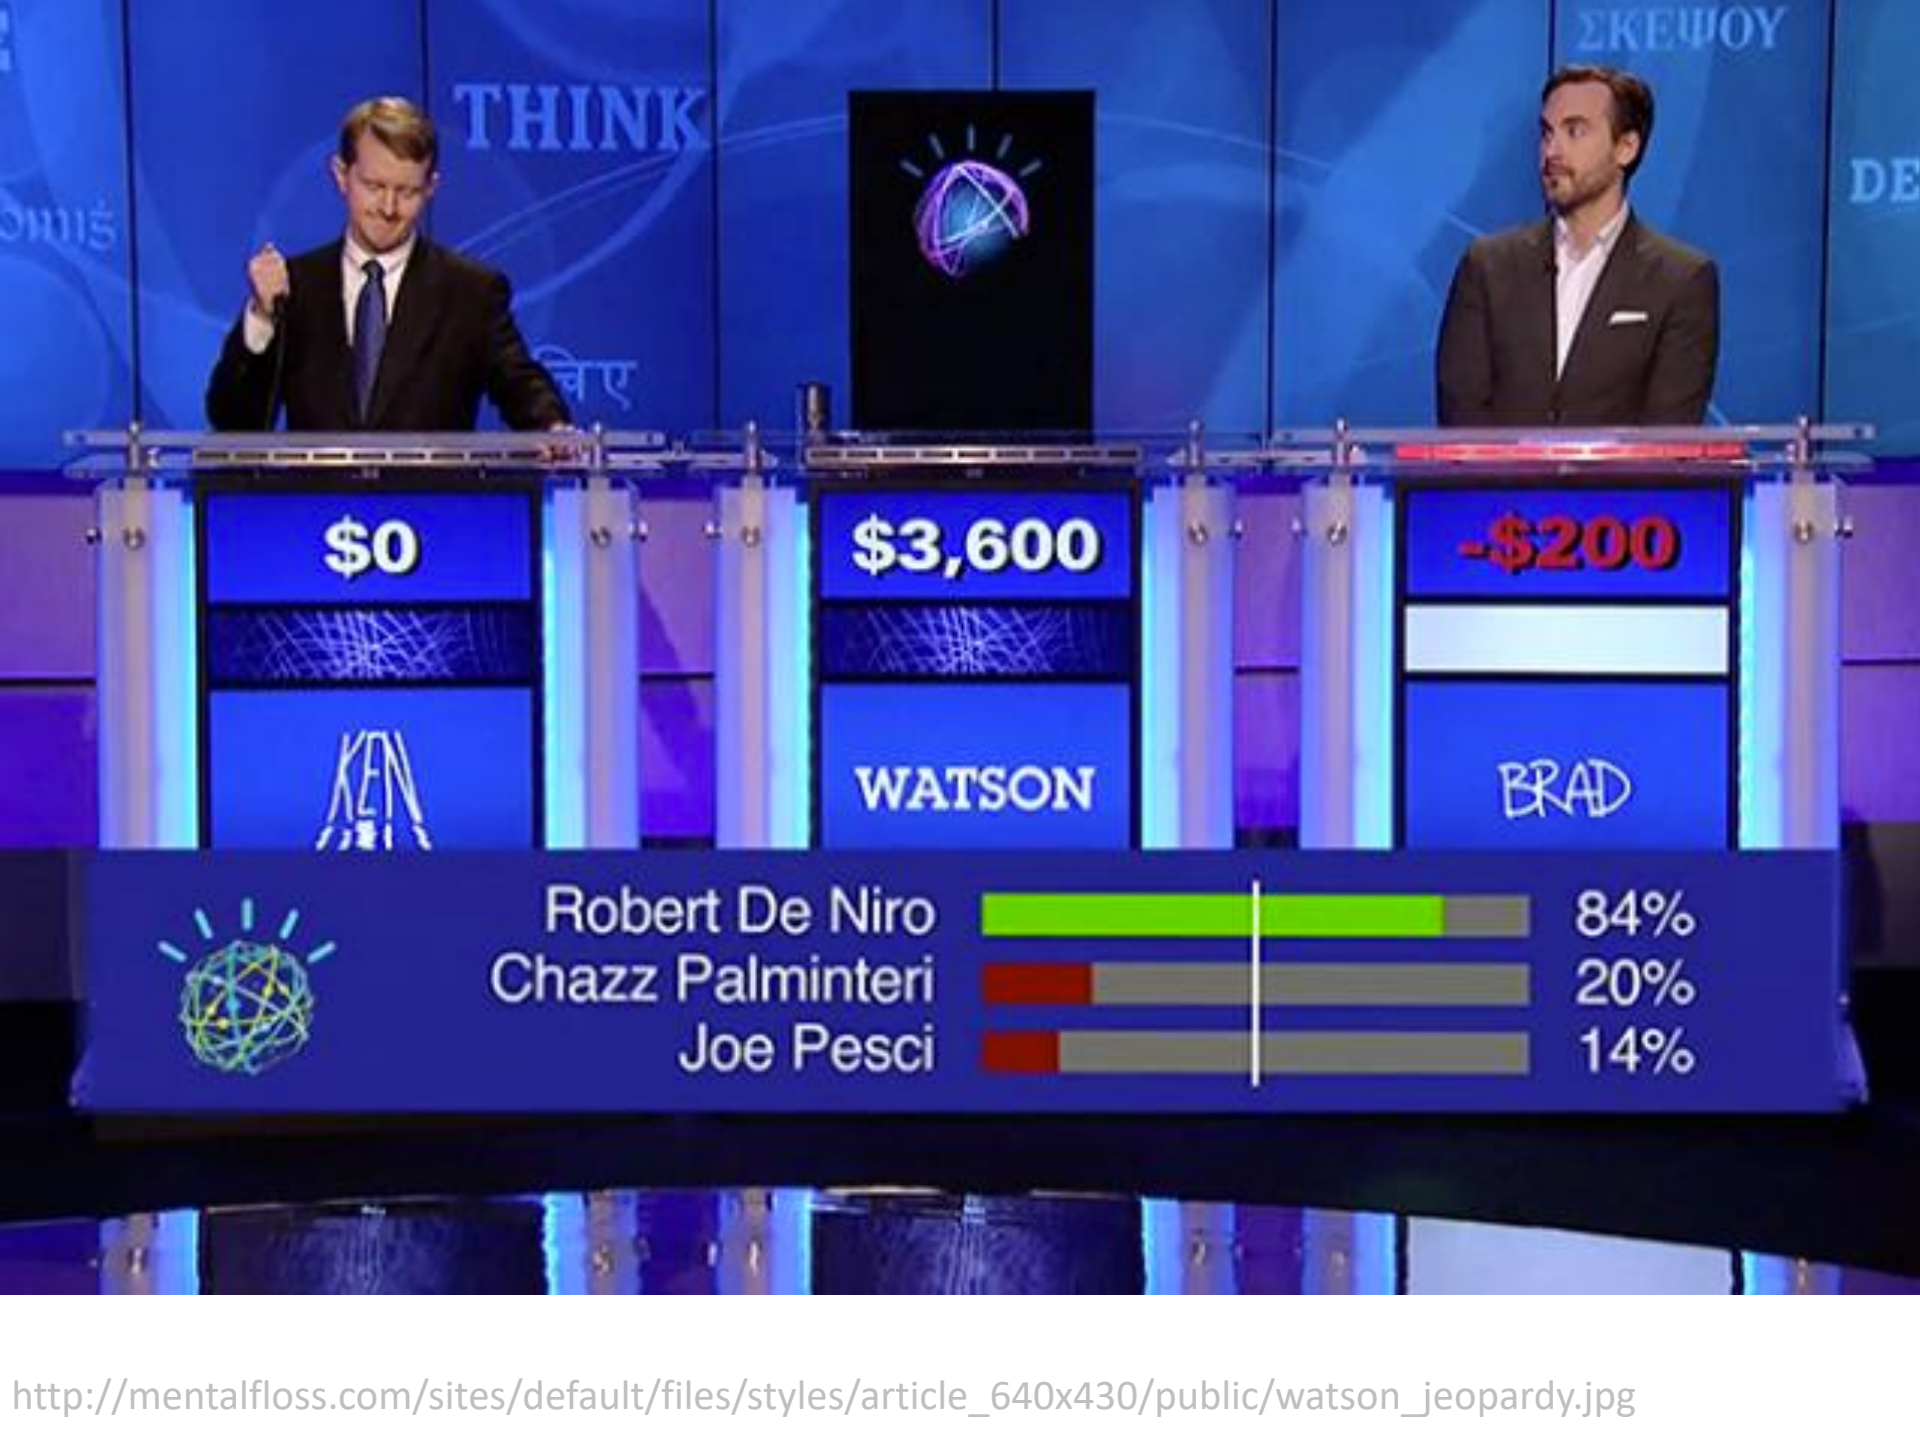 ΣΚΕΨΟΥ
THINK
DE
$0
$3,600
-$200
KEN
WATSON
BRAD
Robert De Niro 84%
Chazz Palminteri 20%
Joe Pesci 14%
http://mentalfloss.com/sites/default/files/styles/article_640x430/public/watson_jeopardy.jpg